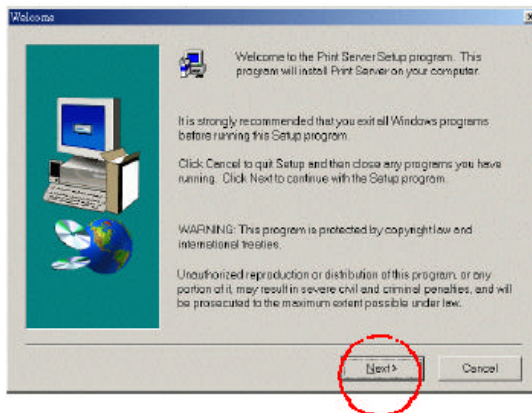 Welcome
Welcome to the Print Server Setup program. This
program will install Print Server on your computer.
It is strongly recommended that you exit all Windows programs
before running this Setup program.
Click Cancel to quit Setup and then close any programs you have
running. Click Next to continue with the Setup program.
WARNING: This program is protected by copyright law and
international treaties.
Unauthorized reproduction or distribution of this program, or any
portion of it, may result in severe civil and criminal penalties, and will
be prosecuted to the maximum extent possible under law.
Next >
Cancel